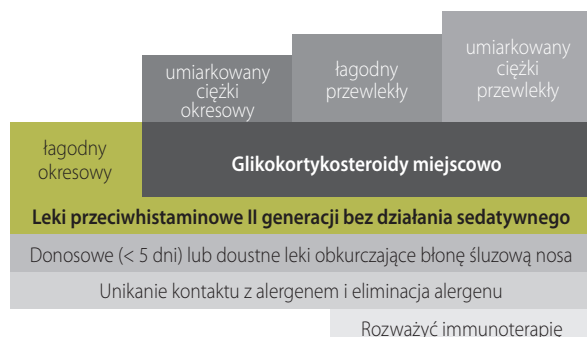 umiarkowany
ciężki
przewlekły
łagodny
przewlekły
umiarkowany
ciężki
okresowy
łagodny
okresowy
Glikokortykosteroidy miejscowo
Leki przeciwhistaminowe II generacji bez działania sedatywnego
Donosowe (< 5 dni) lub doustne leki obkurczające błonę śluzową nosa
Unikanie kontaktu z alergenem i eliminacja alergenu
Rozważyć immunoterapię